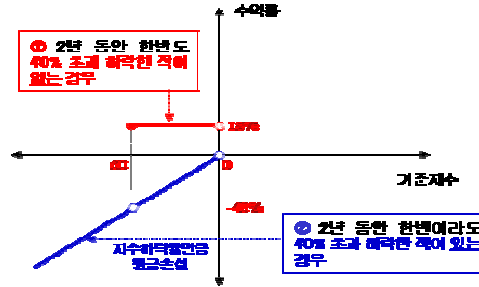 수익률
① 2년 동안 한번도
40% 초과 하락한 적이
없는 경우
기준지수
-40%
② 2년 동안 한번이라도
40% 초과 하락한 적이 있는
경우
지수하락률만큼
원금손실